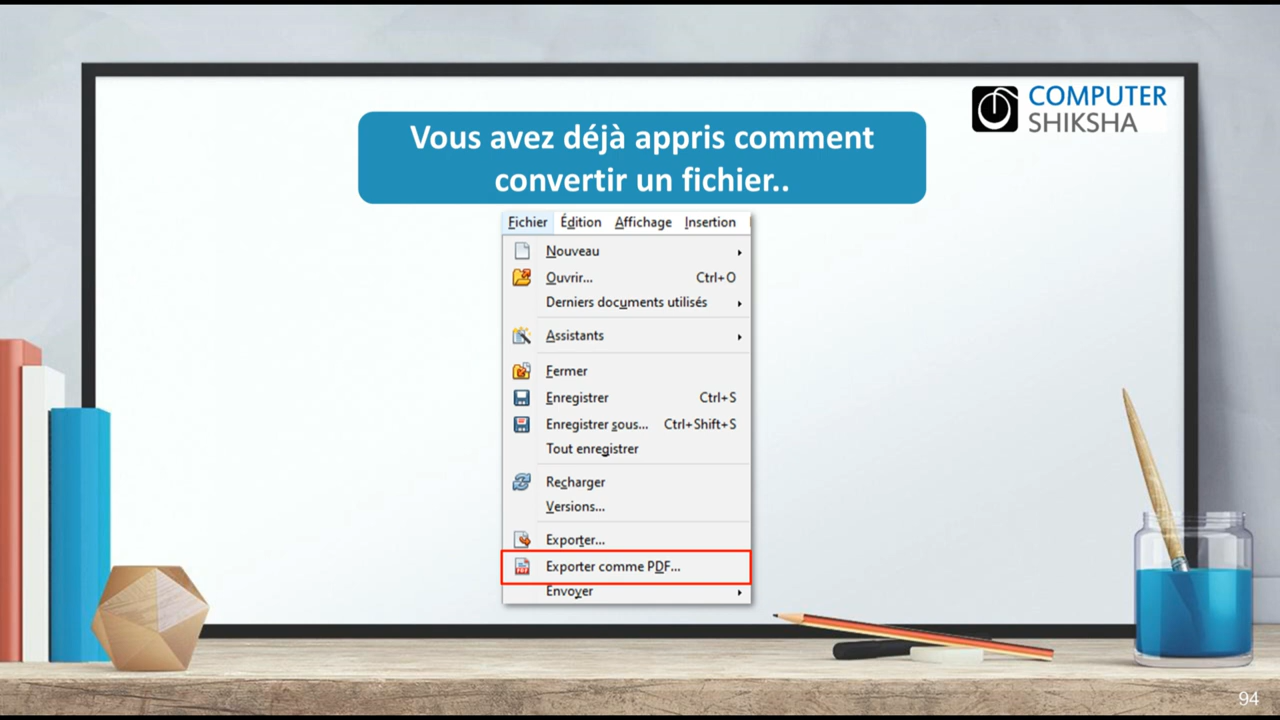 COMPUTER
SHIKSHA
Vous avez déjà appris comment
convertir un fichier..
Fichier Édition Affichage Insertion
Nouveau
Ouvrir... Ctrl+O
Derniers documents utilisés
Assistants
Fermer
Enregistrer Ctrl+S
Enregistrer sous... Ctrl+Shift+S
Tout enregistrer
Recharger
Versions...
Exporter...
Exporter comme PDF...
Envoyer
94